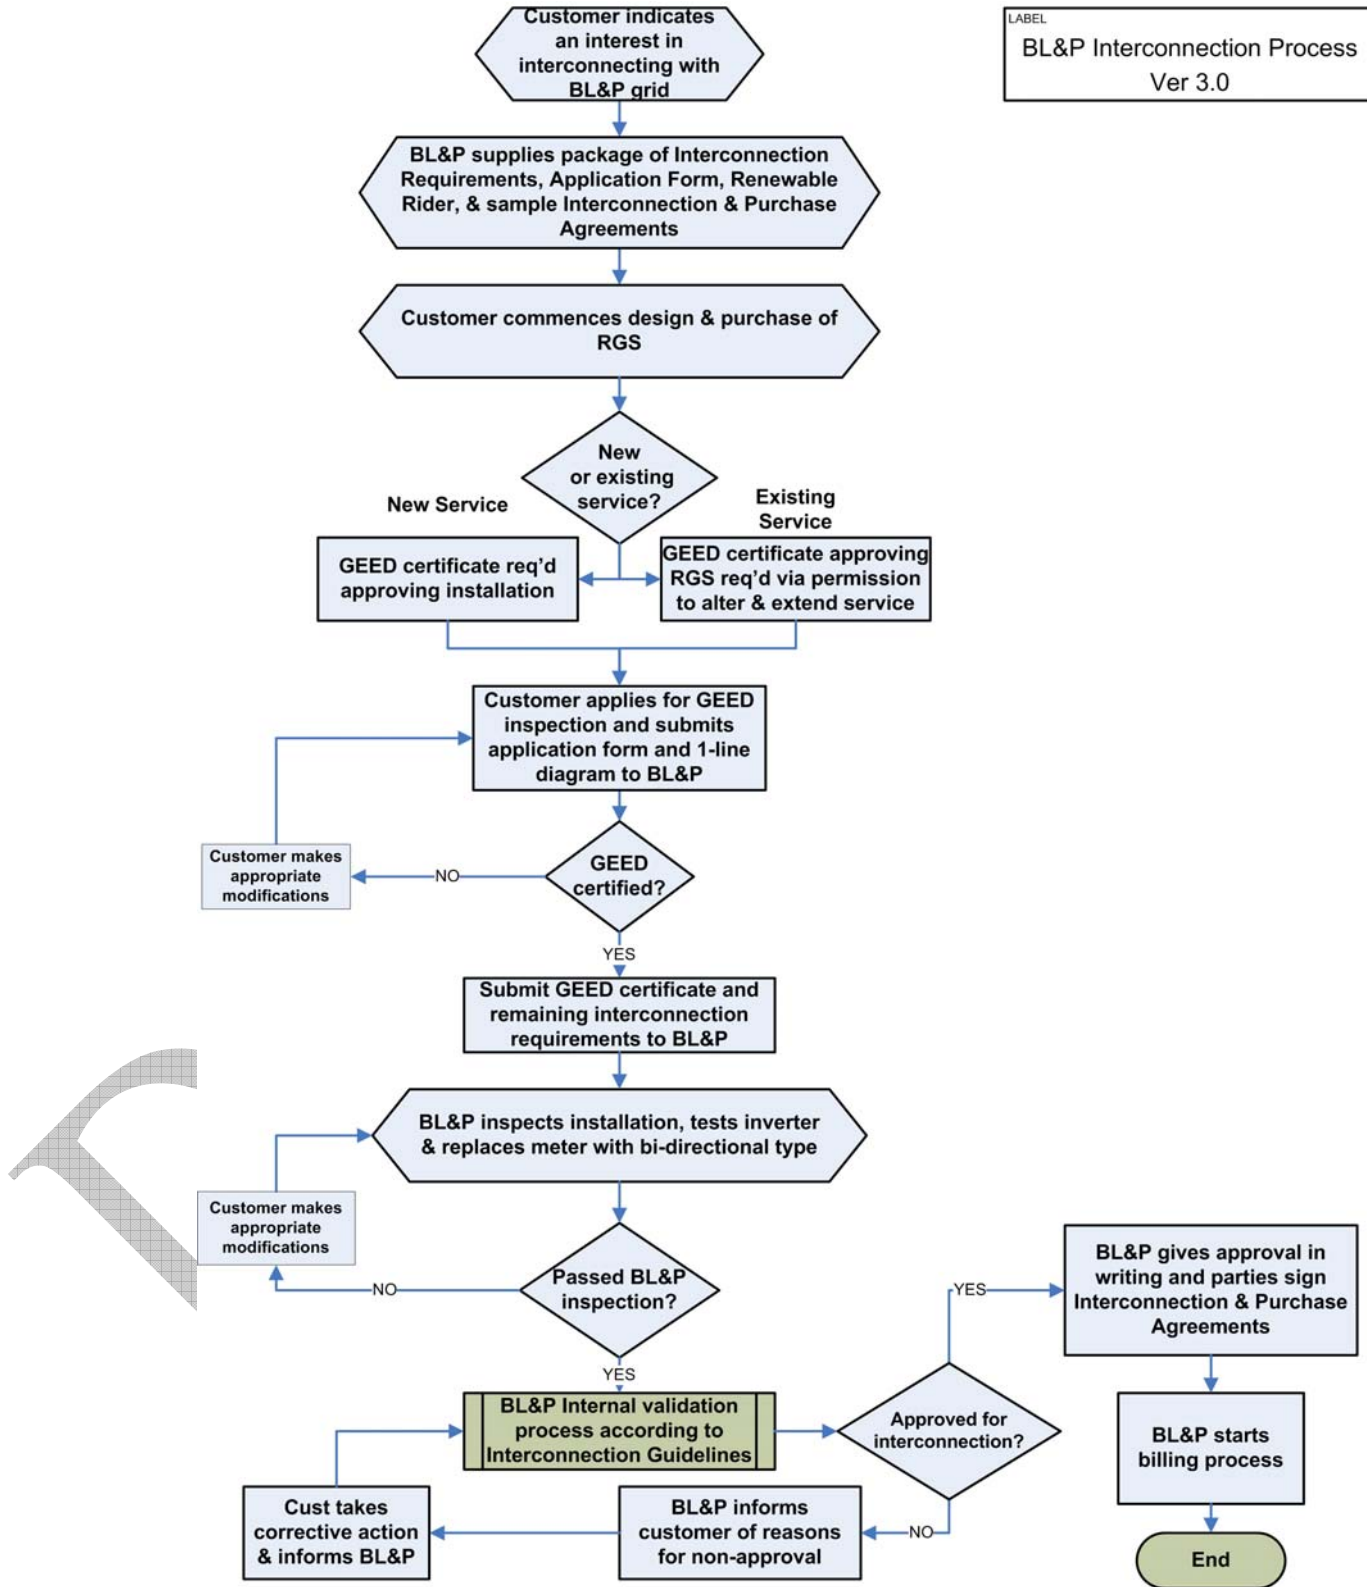 Customer indicates
an interest in
interconnecting with
BL&P grid
LABEL
BL&P Interconnection Process
Ver 3.0
BL&P supplies package of Interconnection
Requirements, Application Form, Renewable
Rider, & sample Interconnection & Purchase
Agreements
Customer commences design & purchase of
RGS
New
or existing
service?
New Service
Existing
Service
GEED certificate req’d
approving installation
GEED certificate approving
RGS req’d via permission
to alter & extend service
Customer applies for GEED
inspection and submits
application form and 1-line
diagram to BL&P
Customer makes
appropriate
modifications
NO
GEED
certified?
YES
Submit GEED certificate and
remaining interconnection
requirements to BL&P
BL&P inspects installation, tests inverter
& replaces meter with bi-directional type
Customer makes
appropriate
modifications
NO
Passed BL&P
inspection?
YES
BL&P Internal validation
process according to
Interconnection Guidelines
Approved for
interconnection?
YES
BL&P gives approval in
writing and parties sign
Interconnection & Purchase
Agreements
BL&P starts
billing process
End
NO
BL&P informs
customer of reasons
for non-approval
Cust takes
corrective action
& informs BL&P